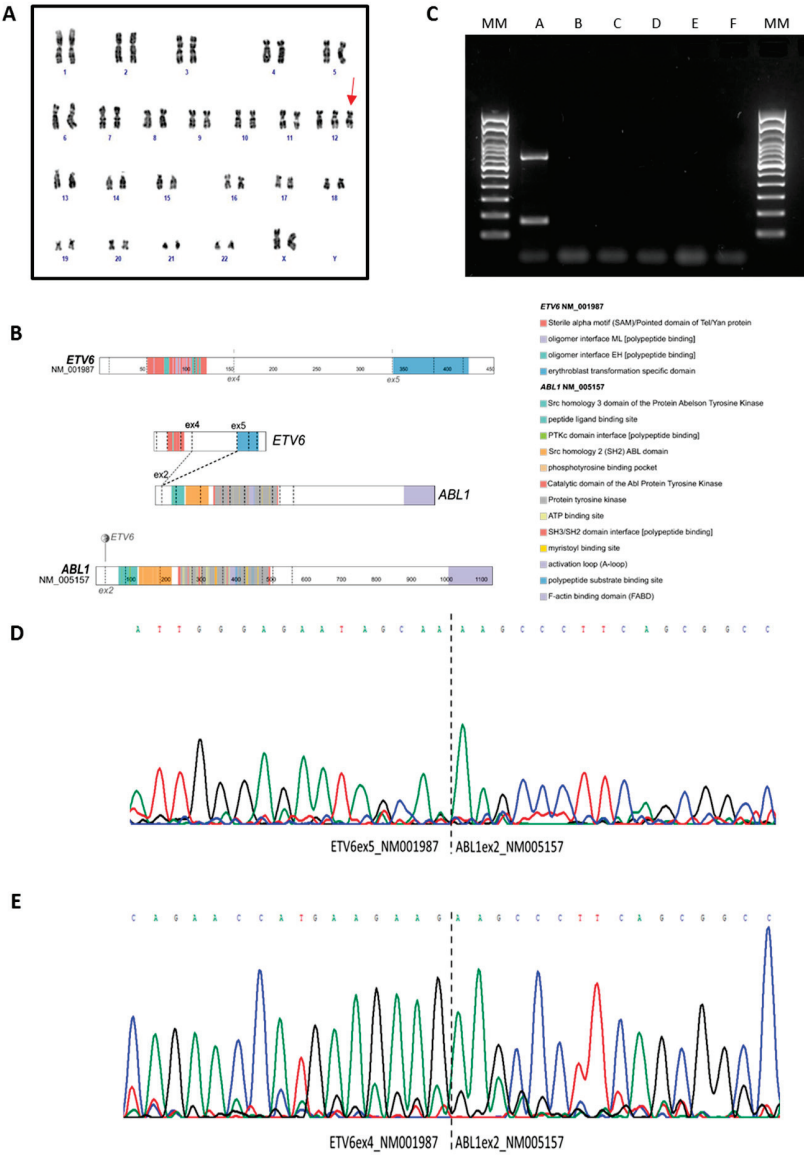 A
1 2 3 4 5
6 7 8 9 10 11 12
13 14 15 16 17 18
19 20 21 22 X Y
C
MM A B C D E F MM
B
ETV6
NM_001987
50 100 150 200 250 300 350 400 450
ex4 ex5
ex4 ex5
ETV6
ex2
ABL1
ETV6
ABL1
NM_005157
100 200 300 400 500 600 700 800 900 1000 1100
ex2
ETV6 NM_001987
Sterile alpha motif (SAM)/Pointed domain of Tel/Yan protein
oligomer interface ML [polypeptide binding]
oligomer interface EH [polypeptide binding]
erythroblast transformation specific domain
ABL1 NM_005157
Src homology 3 domain of the Protein Abelson Tyrosine Kinase
peptide ligand binding site
PTKc domain interface [polypeptide binding]
Src homology 2 (SH2) ABL domain
phosphotyrosine binding pocket
Catalytic domain of the Abl Protein Tyrosine Kinase
Protein tyrosine kinase
ATP binding site
SH3/SH2 domain interface [polypeptide binding]
myristoyl binding site
activation loop (A-loop)
polypeptide substrate binding site
F-actin binding domain (FABD)
D
A T T G G G A G A A T A G C A A A A G C C C T T C A G C G G C C
ETV6ex5_NM001987 ABL1ex2_NM005157
E
C A G A A C C A T G A A G A A G A A G C C C T T C A G C G G C C
ETV6ex4_NM001987 ABL1ex2_NM005157